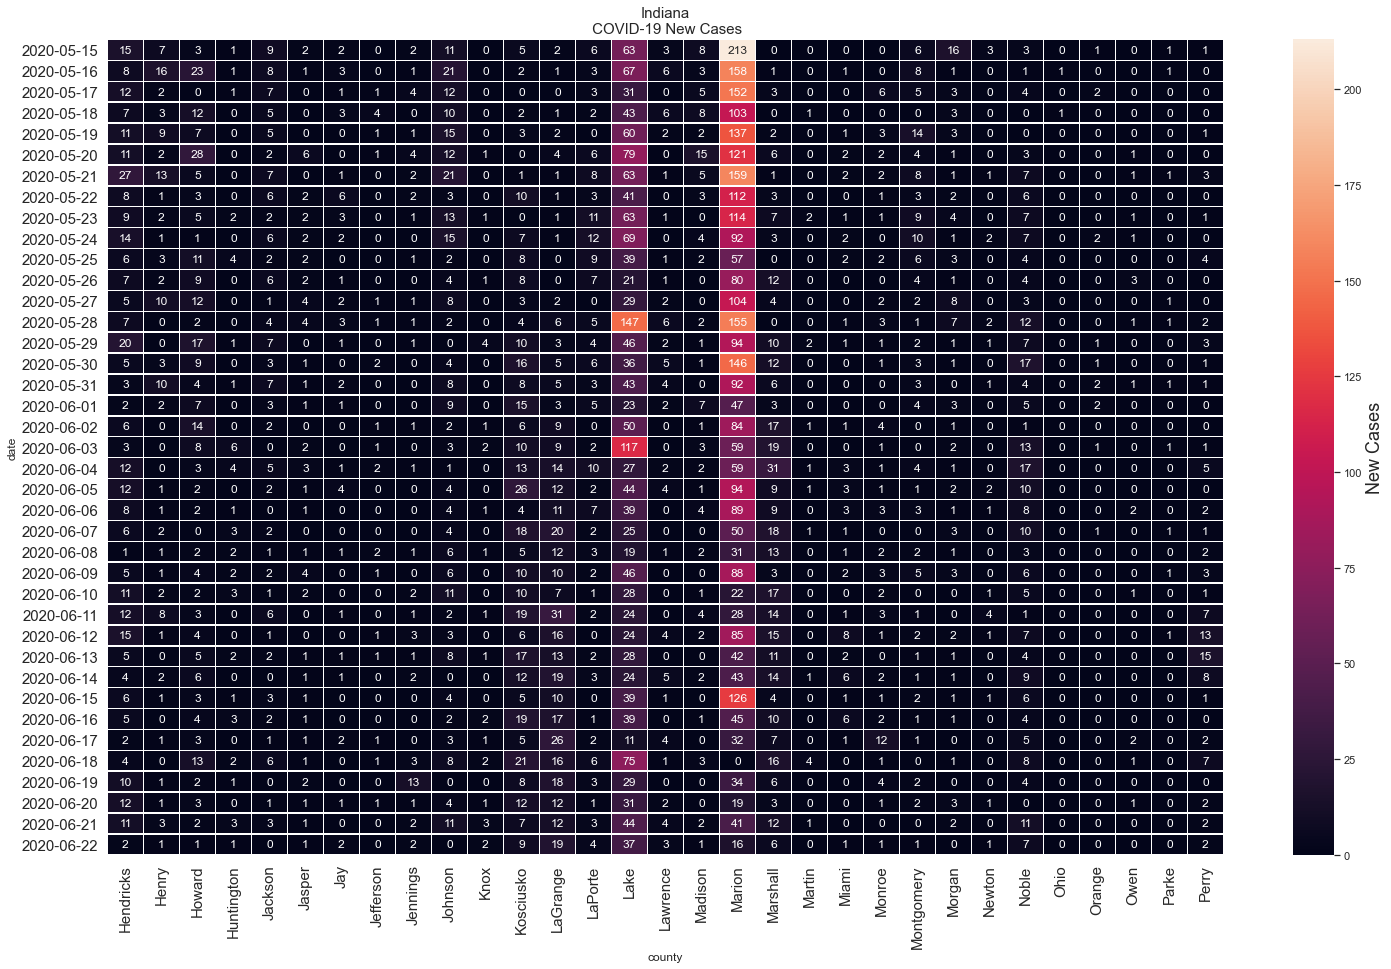 Indiana
COVID-19 New Cases
2020-05-15 15 7 3 1 9 2 2 0 2 11 0 5 2 6 63 3 8 213 0 0 0 0 6 16 3 3 0 1 0 1 1
2020-05-16 8 16 23 1 8 1 3 0 1 21 0 2 1 3 67 6 3 158 1 0 1 0 8 1 0 1 1 0 0 1 0
2020-05-17 12 2 0 1 7 0 1 1 4 12 0 0 0 3 31 0 5 152 3 0 0 6 5 3 0 4 0 2 0 0 0
2020-05-18 7 3 12 0 5 0 3 4 0 10 0 2 1 2 43 6 8 103 0 1 0 0 0 3 0 0 1 0 0 0 0
2020-05-19 11 9 7 0 5 0 0 1 1 15 0 3 2 0 60 2 2 137 2 0 1 3 14 3 0 0 0 0 0 0 1
2020-05-20 11 2 28 0 2 6 0 1 4 12 1 0 4 6 79 0 15 121 6 0 2 2 4 1 0 3 0 0 1 0 0
2020-05-21 27 13 5 0 7 0 1 0 2 21 0 1 1 8 63 1 5 159 1 0 2 2 8 1 1 7 0 0 1 1 3
2020-05-22 8 1 3 0 6 2 6 0 2 3 0 10 1 3 41 0 3 112 3 0 0 1 3 2 0 6 0 0 0 0 0
2020-05-23 9 2 5 2 2 2 3 0 1 13 1 0 1 11 63 1 0 114 7 2 1 1 9 4 0 7 0 0 1 0 1
2020-05-24 14 1 1 0 6 2 2 0 0 15 0 7 1 12 69 0 4 92 3 0 2 0 10 1 2 7 0 2 1 0 0
2020-05-25 6 3 11 4 2 2 0 0 1 2 0 8 0 9 39 1 2 57 0 0 2 2 6 3 0 4 0 0 0 0 4
2020-05-26 7 2 9 0 6 2 1 0 0 4 1 8 0 7 21 1 0 80 12 0 0 0 4 1 0 4 0 0 3 0 0
2020-05-27 5 10 12 0 1 4 2 1 1 8 0 3 2 0 29 2 0 104 4 0 0 2 2 8 0 3 0 0 0 1 0
2020-05-28 7 0 2 0 4 4 3 1 1 2 0 4 6 5 147 6 2 155 0 0 1 3 1 7 2 12 0 0 1 1 2
2020-05-29 20 0 17 1 7 0 1 0 1 0 4 10 3 4 46 2 1 94 10 2 1 1 2 1 1 7 0 1 0 0 3
2020-05-30 5 3 9 0 3 1 0 2 0 4 0 16 5 6 36 5 1 146 12 0 0 1 3 1 0 17 0 1 0 0 1
2020-05-31 3 10 4 1 7 1 2 0 0 8 0 8 5 3 43 4 0 92 6 0 0 0 3 0 1 4 0 2 1 1 1
2020-06-01 2 2 7 0 3 1 1 0 0 9 0 15 3 5 23 2 7 47 3 0 0 0 4 3 0 5 0 2 0 0 0
2020-06-02 6 0 14 0 2 0 0 1 1 2 1 6 9 0 50 0 1 84 17 1 1 4 0 1 0 1 0 0 0 0 0
2020-06-03 3 0 8 6 0 2 0 1 0 3 2 10 9 2 117 0 3 59 19 0 0 1 0 2 0 13 0 1 0 1 1
2020-06-04 12 0 3 4 5 3 1 2 1 1 0 13 14 10 27 2 2 59 31 1 3 1 4 1 0 17 0 0 0 0 5
2020-06-05 12 1 2 0 2 1 4 0 0 4 0 26 12 2 44 4 1 94 9 1 3 1 1 2 2 10 0 0 0 0 0
2020-06-06 8 1 2 1 0 1 0 0 0 4 1 4 11 7 39 0 4 89 9 0 3 3 3 1 1 8 0 0 2 0 2
2020-06-07 6 2 0 3 2 0 0 0 0 4 0 18 20 2 25 0 0 50 18 1 1 0 0 3 0 10 0 1 0 1 1
2020-06-08 1 1 2 2 1 1 1 2 1 6 1 5 12 3 19 1 2 31 13 0 1 2 2 1 0 3 0 0 0 0 2
2020-06-09 5 1 4 2 2 4 0 1 0 6 0 10 10 2 46 0 0 88 3 0 2 3 5 3 0 6 0 0 0 1 3
2020-06-10 11 2 2 3 1 2 0 0 2 11 0 10 7 1 28 0 1 22 17 0 0 2 0 0 1 5 0 0 1 0 1
2020-06-11 12 8 3 0 6 0 1 0 1 2 1 19 31 2 24 0 4 28 14 0 1 3 1 0 4 1 0 0 0 0 7
2020-06-12 15 1 4 0 1 0 0 1 3 3 0 6 16 0 24 4 2 85 15 0 8 1 2 2 1 7 0 0 0 1 13
2020-06-13 5 0 5 2 2 1 1 1 1 8 1 17 13 2 28 0 0 42 11 0 2 0 1 1 0 4 0 0 0 0 15
2020-06-14 4 2 6 0 0 1 1 0 2 0 0 12 19 3 24 5 2 43 14 1 6 2 1 1 0 9 0 0 0 0 8
2020-06-15 6 1 3 1 3 1 0 0 0 4 0 5 10 0 39 1 0 126 4 0 1 1 2 1 1 6 0 0 0 0 1
2020-06-16 5 0 4 3 2 1 0 0 0 2 2 19 17 1 39 0 1 45 10 0 6 2 1 1 0 4 0 0 0 0 0
2020-06-17 2 1 3 0 1 1 2 1 0 3 1 5 26 2 11 4 0 32 7 0 1 12 1 0 0 5 0 0 2 0 2
2020-06-18 4 0 13 2 6 1 0 1 3 8 2 21 16 6 75 1 3 0 16 4 0 1 0 1 0 8 0 0 1 0 7
2020-06-19 10 1 2 1 0 2 0 0 13 0 0 8 18 3 29 0 0 34 6 0 0 4 2 0 0 4 0 0 0 0 0
2020-06-20 12 1 3 0 1 1 1 1 1 4 1 12 12 1 31 2 0 19 3 0 0 1 2 3 1 0 0 0 1 0 2
2020-06-21 11 3 2 3 3 1 0 0 2 11 3 7 12 3 44 4 2 41 12 1 0 0 0 2 0 11 0 0 0 0 2
2020-06-22 2 1 1 1 0 1 2 0 2 0 2 9 19 4 37 3 1 16 6 0 1 1 1 0 1 7 0 0 0 0 2
date
Hendricks Henry Howard Huntington Jackson Jasper Jay Jefferson Jennings Johnson Knox Kosciusko LaGrange LaPorte Lake Lawrence Madison Marion Marshall Martin Miami Monroe Montgomery Morgan Newton Noble Ohio Orange Owen Parke Perry
county
200
175
150
125
100
75
50
25
0
New Cases